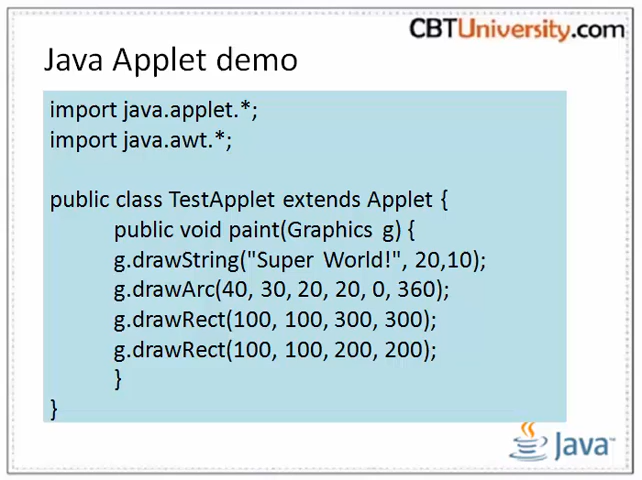 CBTUniversity.com
Java Applet demo
import java.applet.*;
import java.awt.*;
public class TestApplet extends Applet {
public void paint(Graphics g) {
g.drawString("Super World!", 20,10);
g.drawArc(40, 30, 20, 20, 0, 360);
g.drawRect(100, 100, 300, 300);
g.drawRect(100, 100, 200, 200);
}
}
Java™